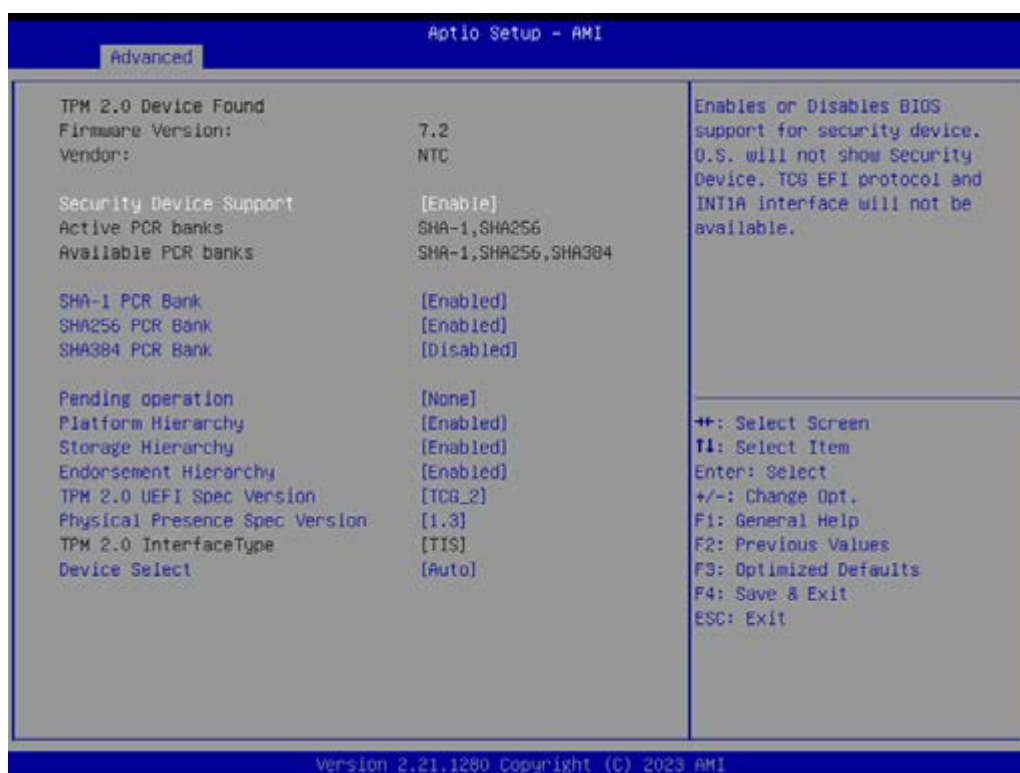 Aptio Setup - AMI
Advanced
TPM 2.0 Device Found
Firmware Version: 7.2
Vendor: NTC
Security Device Support [Enable]
Active PCR banks SHA-1,SHA256
Available PCR banks SHA-1,SHA256,SHA384
SHA-1 PCR Bank [Enabled]
SHA256 PCR Bank [Enabled]
SHA384 PCR Bank [Disabled]
Pending operation [None]
Platform Hierarchy [Enabled]
Storage Hierarchy [Enabled]
Endorsement Hierarchy [Enabled]
TPM 2.0 UEFI Spec Version [TCG_2]
Physical Presence Spec Version [1.3]
TPM 2.0 InterfaceType [TIS]
Device Select [Auto]
Enables or Disables BIOS
support for security device.
O.S. will not show Security
Device. TCG EFI protocol and
INT1A interface will not be
available.
→←: Select Screen
↑↓: Select Item
Enter: Select
+/-: Change Opt.
F1: General Help
F2: Previous Values
F3: Optimized Defaults
F4: Save & Exit
ESC: Exit
Version 2.21.1280 Copyright (C) 2023 AMI